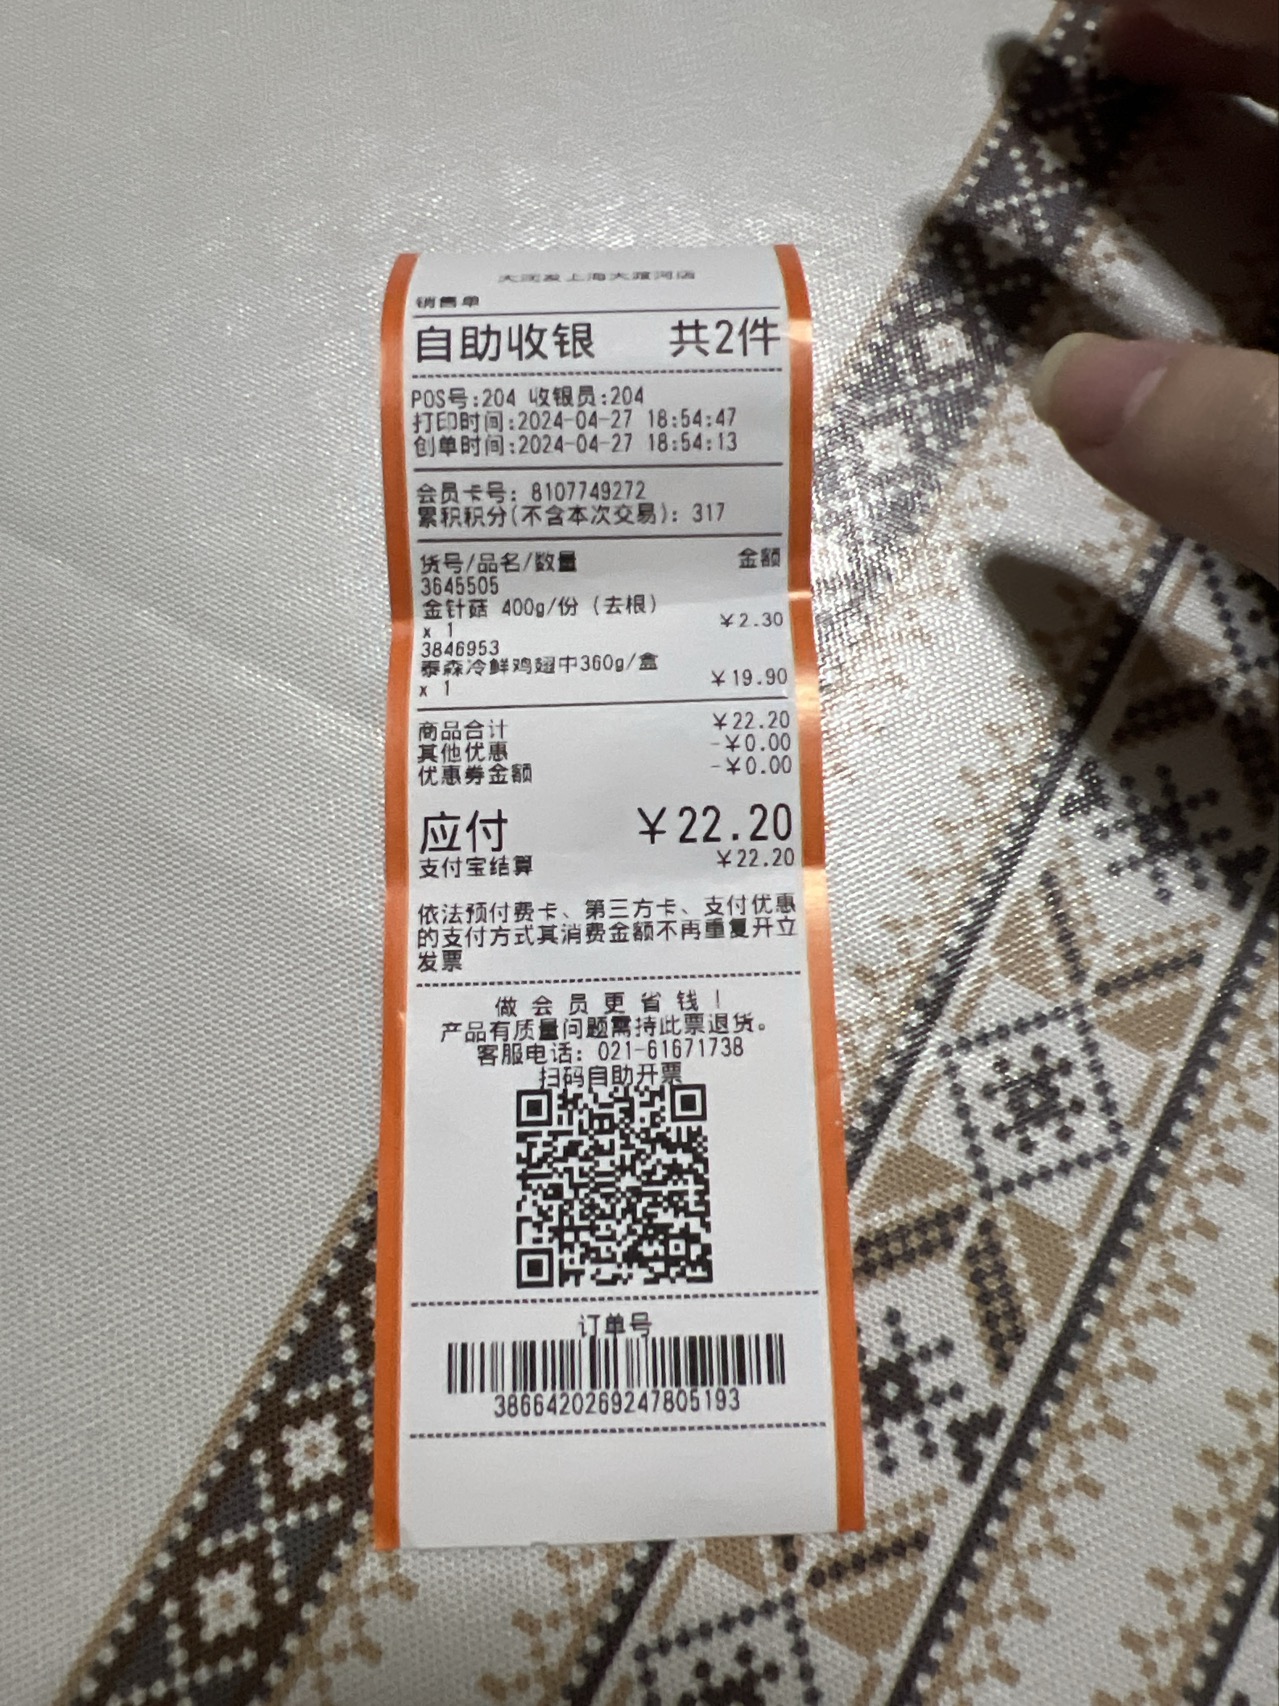 大润发上海大渡河店
销售单
自助收银 共2件
POS号:204 收银员:204
打印时间:2024-04-27 18:54:47
创单时间:2024-04-27 18:54:13
会员卡号: 8107749272
累积积分(不含本次交易): 317
货号/品名/数量 金额
3645505
金针菇 400g/份 (去根)
x 1 ￥2.30
3846953
泰森冷鲜鸡翅中360g/盒
x 1 ￥19.90
商品合计 ￥22.20
其他优惠 -￥0.00
优惠券金额 -￥0.00
应付 ￥22.20
支付宝结算 ￥22.20
依法预付费卡、第三方卡、支付优惠
的支付方式其消费金额不再重复开立
发票
做会员更省钱!
产品有质量问题需持此票退货。
客服电话: 021-61671738
扫码自助开票
订单号
3866420269247805193